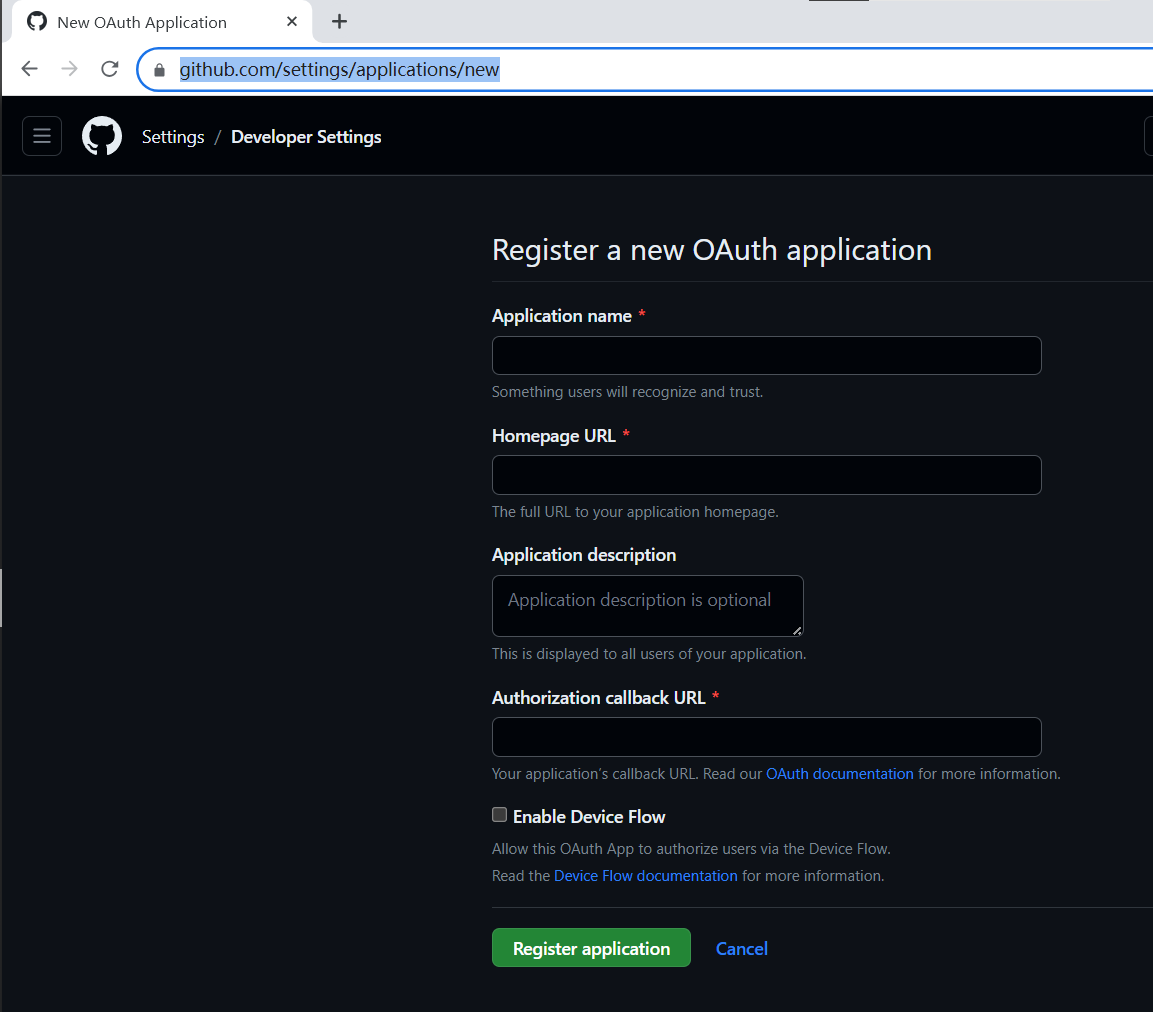 New OAuth Application
github.com/settings/applications/new
Settings / Developer Settings
Register a new OAuth application
Application name *
Something users will recognize and trust.
Homepage URL *
The full URL to your application homepage.
Application description
Application description is optional
This is displayed to all users of your application.
Authorization callback URL *
Your application’s callback URL. Read our OAuth documentation for more information.
Enable Device Flow
Allow this OAuth App to authorize users via the Device Flow.
Read the Device Flow documentation for more information.
Register application Cancel